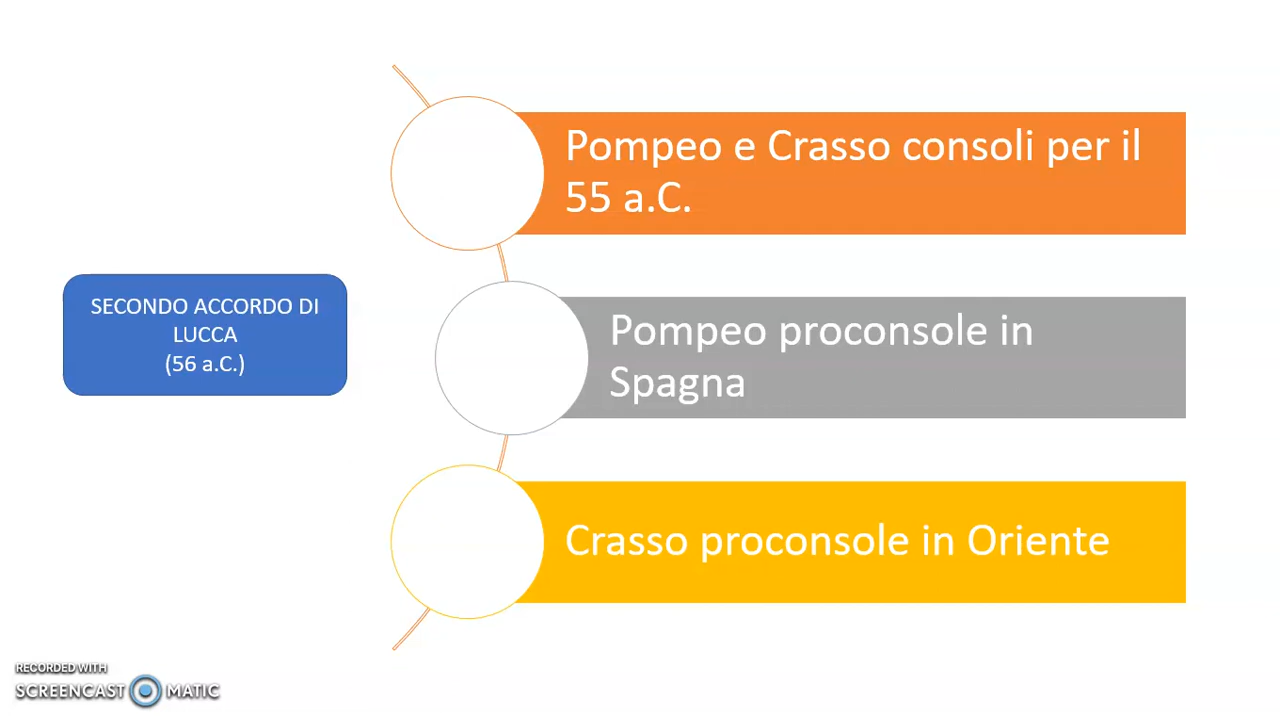 Pompeo e Crasso consoli per il
55 a.C.
SECONDO ACCORDO DI
LUCCA
(56 a.C.)
Pompeo proconsole in
Spagna
Crasso proconsole in Oriente
RECORDED WITH
SCREENCAST MATIC